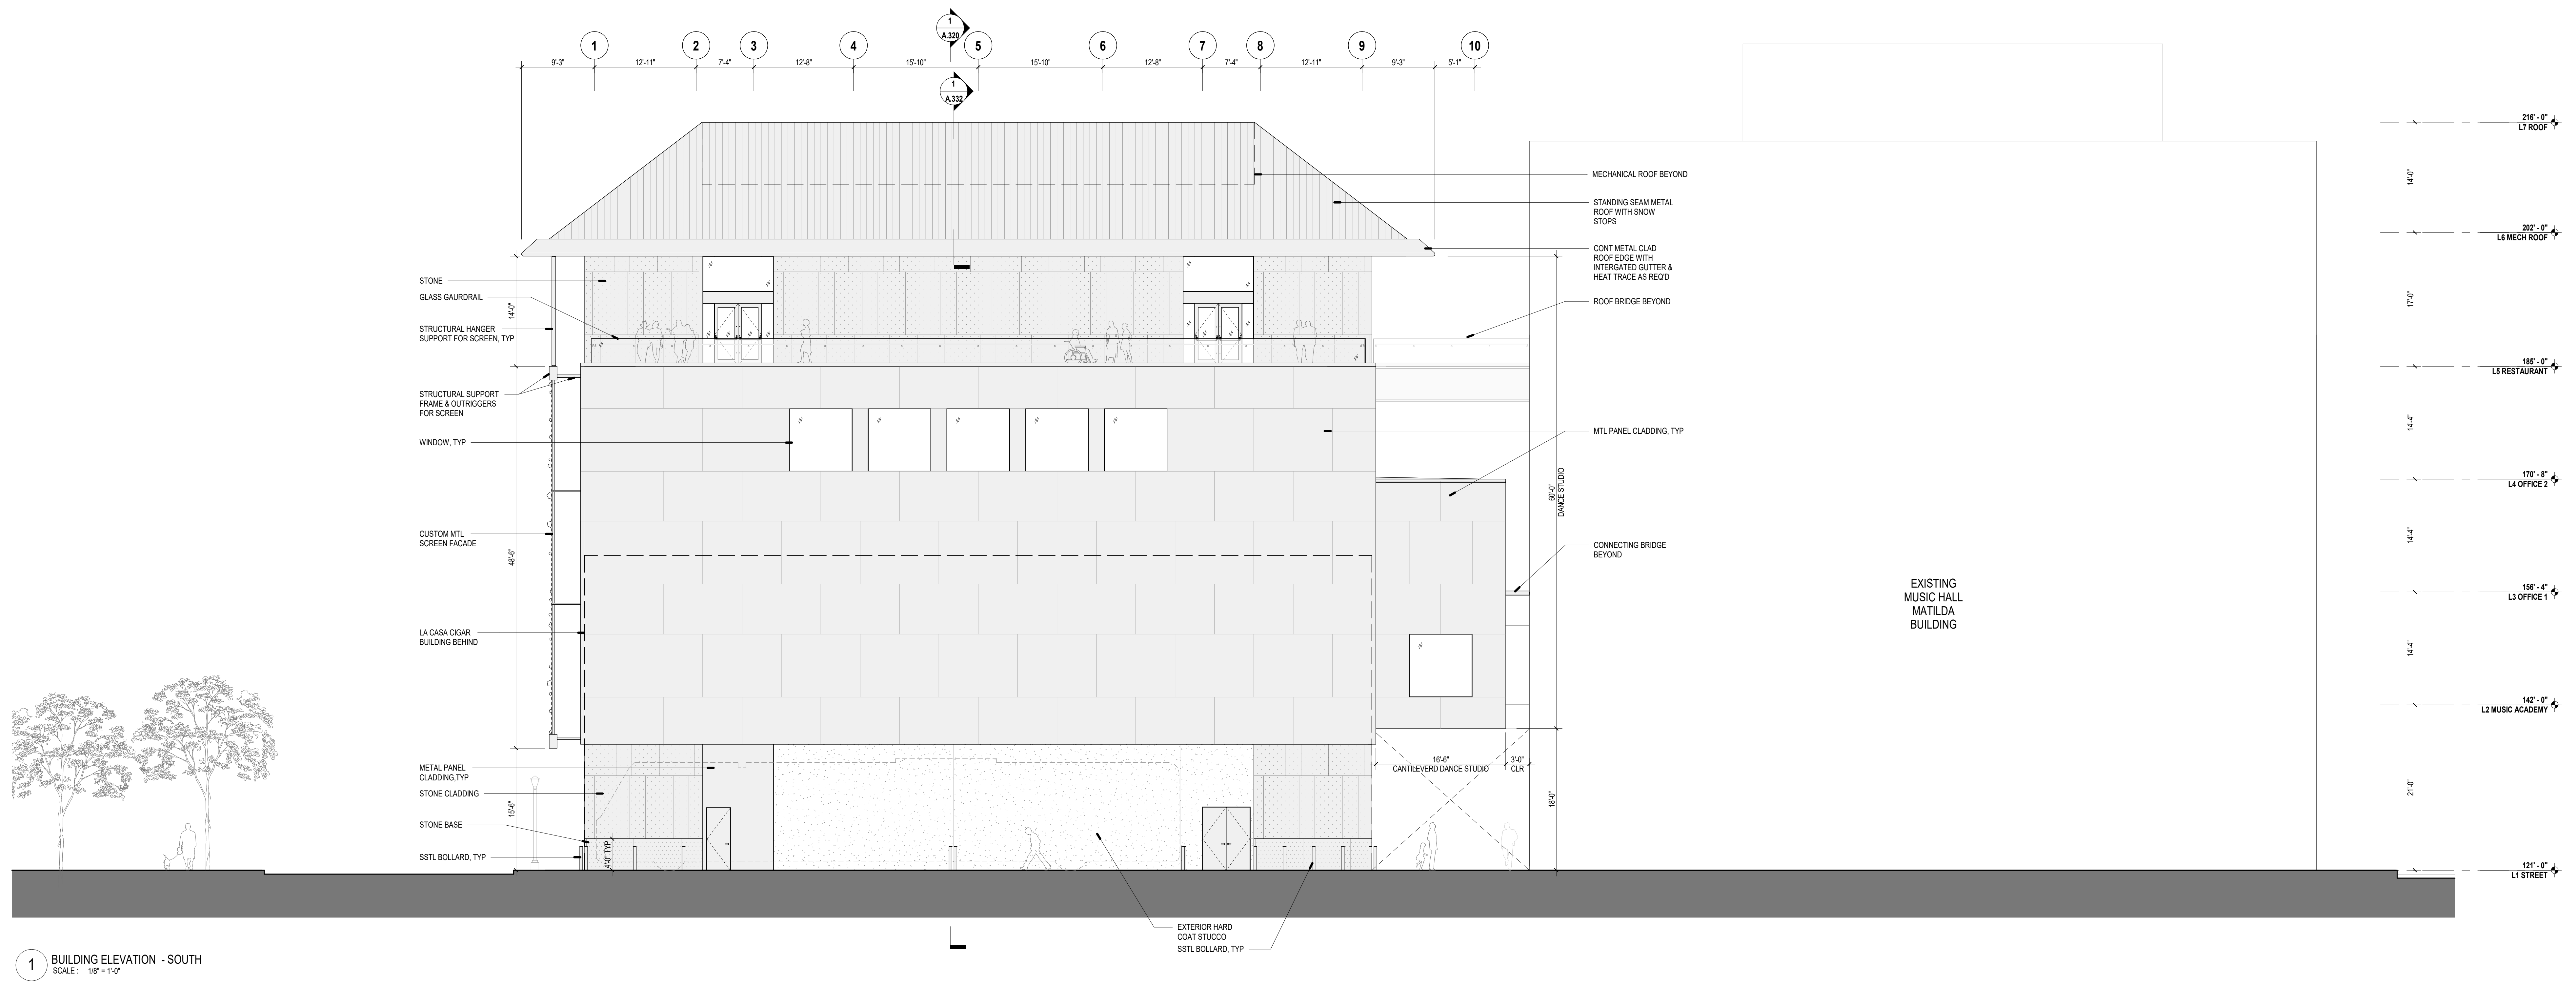 1
A.320
1
2
3
4
5
6
7
8
9
10
9'-3"
12'-11"
7'-4"
12'-8"
15'-10"
15'-10"
12'-8"
7'-4"
12'-11"
9'-3"
5'-1"
1
A.332
216' - 0"
L7 ROOF
14'-0"
MECHANICAL ROOF BEYOND
STANDING SEAM METAL
ROOF WITH SNOW
STOPS
202' - 0"
L6 MECH ROOF
CONT METAL CLAD
ROOF EDGE WITH
INTERGATED GUTTER &
HEAT TRACE AS REQ'D
STONE
GLASS GAURDRAIL
14'-0"
STRUCTURAL HANGER
SUPPORT FOR SCREEN, TYP
ROOF BRIDGE BEYOND
17'-0"
185' - 0"
L5 RESTAURANT
STRUCTURAL SUPPORT
FRAME & OUTRIGGERS
FOR SCREEN
WINDOW, TYP
MTL PANEL CLADDING, TYP
14'-4"
170' - 8"
L4 OFFICE 2
60'-0"
DANCE STUDIO
CUSTOM MTL
SCREEN FACADE
48'-6"
CONNECTING BRIDGE
BEYOND
14'-4"
156' - 4"
L3 OFFICE 1
EXISTING
MUSIC HALL
MATILDA
BUILDING
LA CASA CIGAR
BUILDING BEHIND
14'-4"
142' - 0"
L2 MUSIC ACADEMY
METAL PANEL
CLADDING,TYP
STONE CLADDING
15'-6"
STONE BASE
SSTL BOLLARD, TYP
4'-0" TYP
16'-6"
CANTILEVERD DANCE STUDIO
3'-0"
CLR
18'-0"
21'-0"
121' - 0"
L1 STREET
EXTERIOR HARD
COAT STUCCO
SSTL BOLLARD, TYP
1
BUILDING ELEVATION - SOUTH
SCALE : 1/8" = 1'-0"